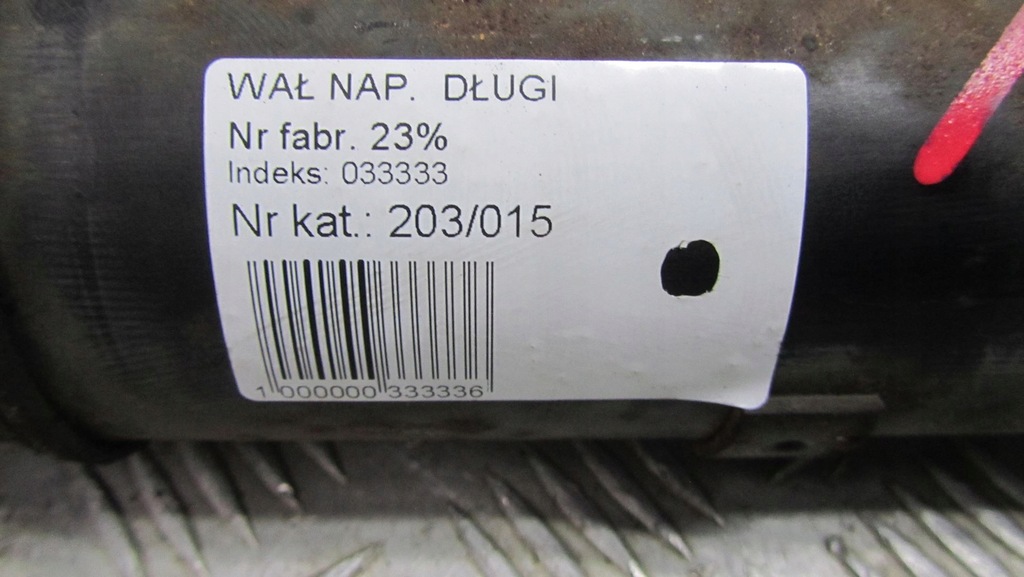 WAŁ NAP. DŁUGI
Nr fabr. 23%
Indeks: 033333
Nr kat.: 203/015
1 000000 333336